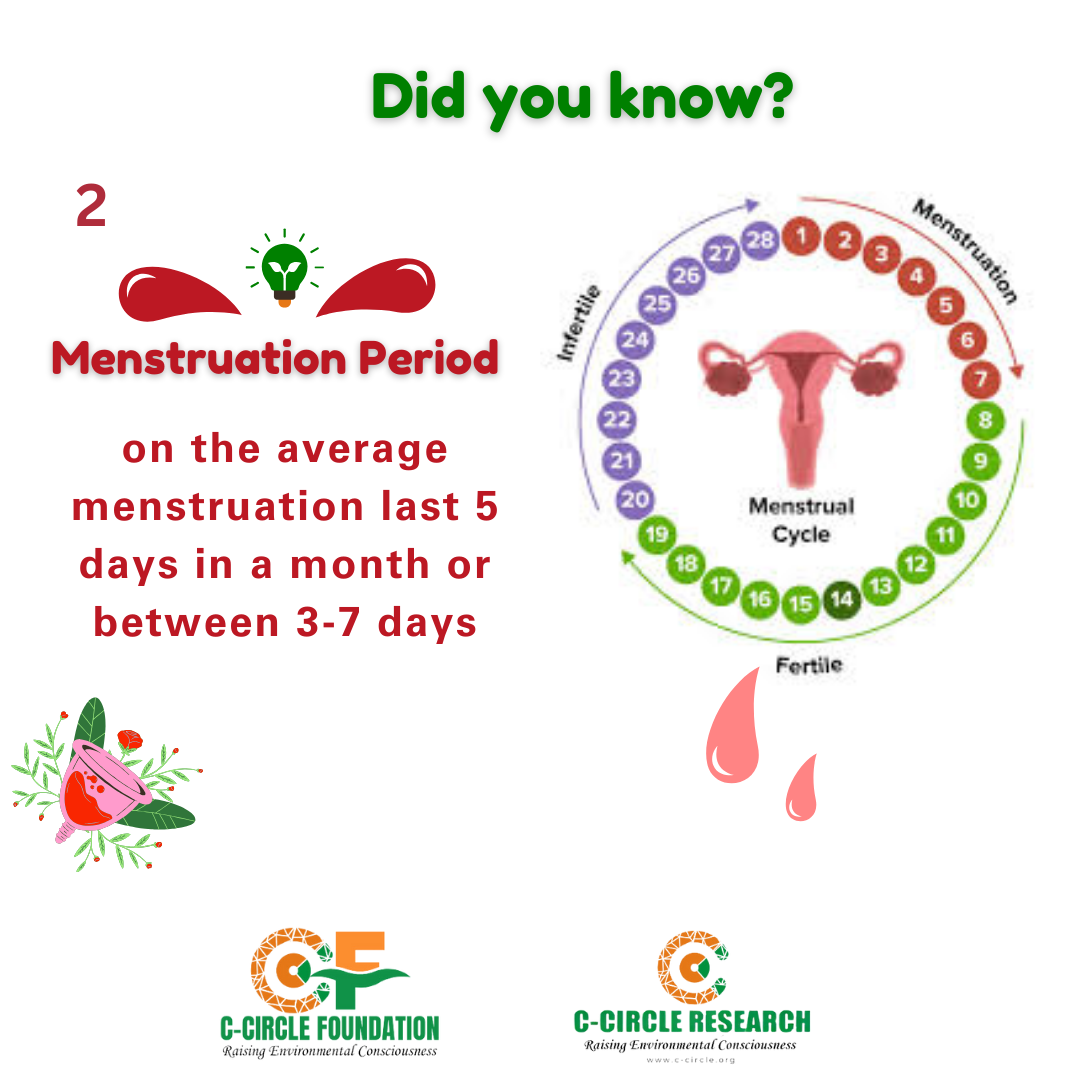 Did you know?
2
Menstruation Period
on the average
menstruation last 5
days in a month or
between 3-7 days
Menstruation
Infertile
Fertile
1
2
3
4
5
6
7
8
9
10
11
12
13
14
15
16
17
18
19
20
21
22
23
24
25
26
27
28
Menstrual
Cycle
CF
C-CIRCLE FOUNDATION
Raising Environmental Consciousness
C
C-CIRCLE RESEARCH
Raising Environmental Consciousness
www.c-circle.org